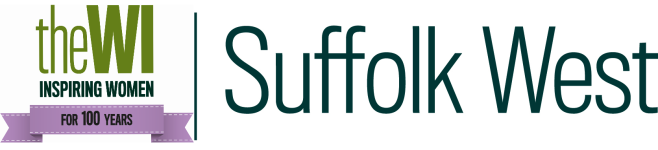 theWI
INSPIRING WOMEN
FOR 100 YEARS
Suffolk West